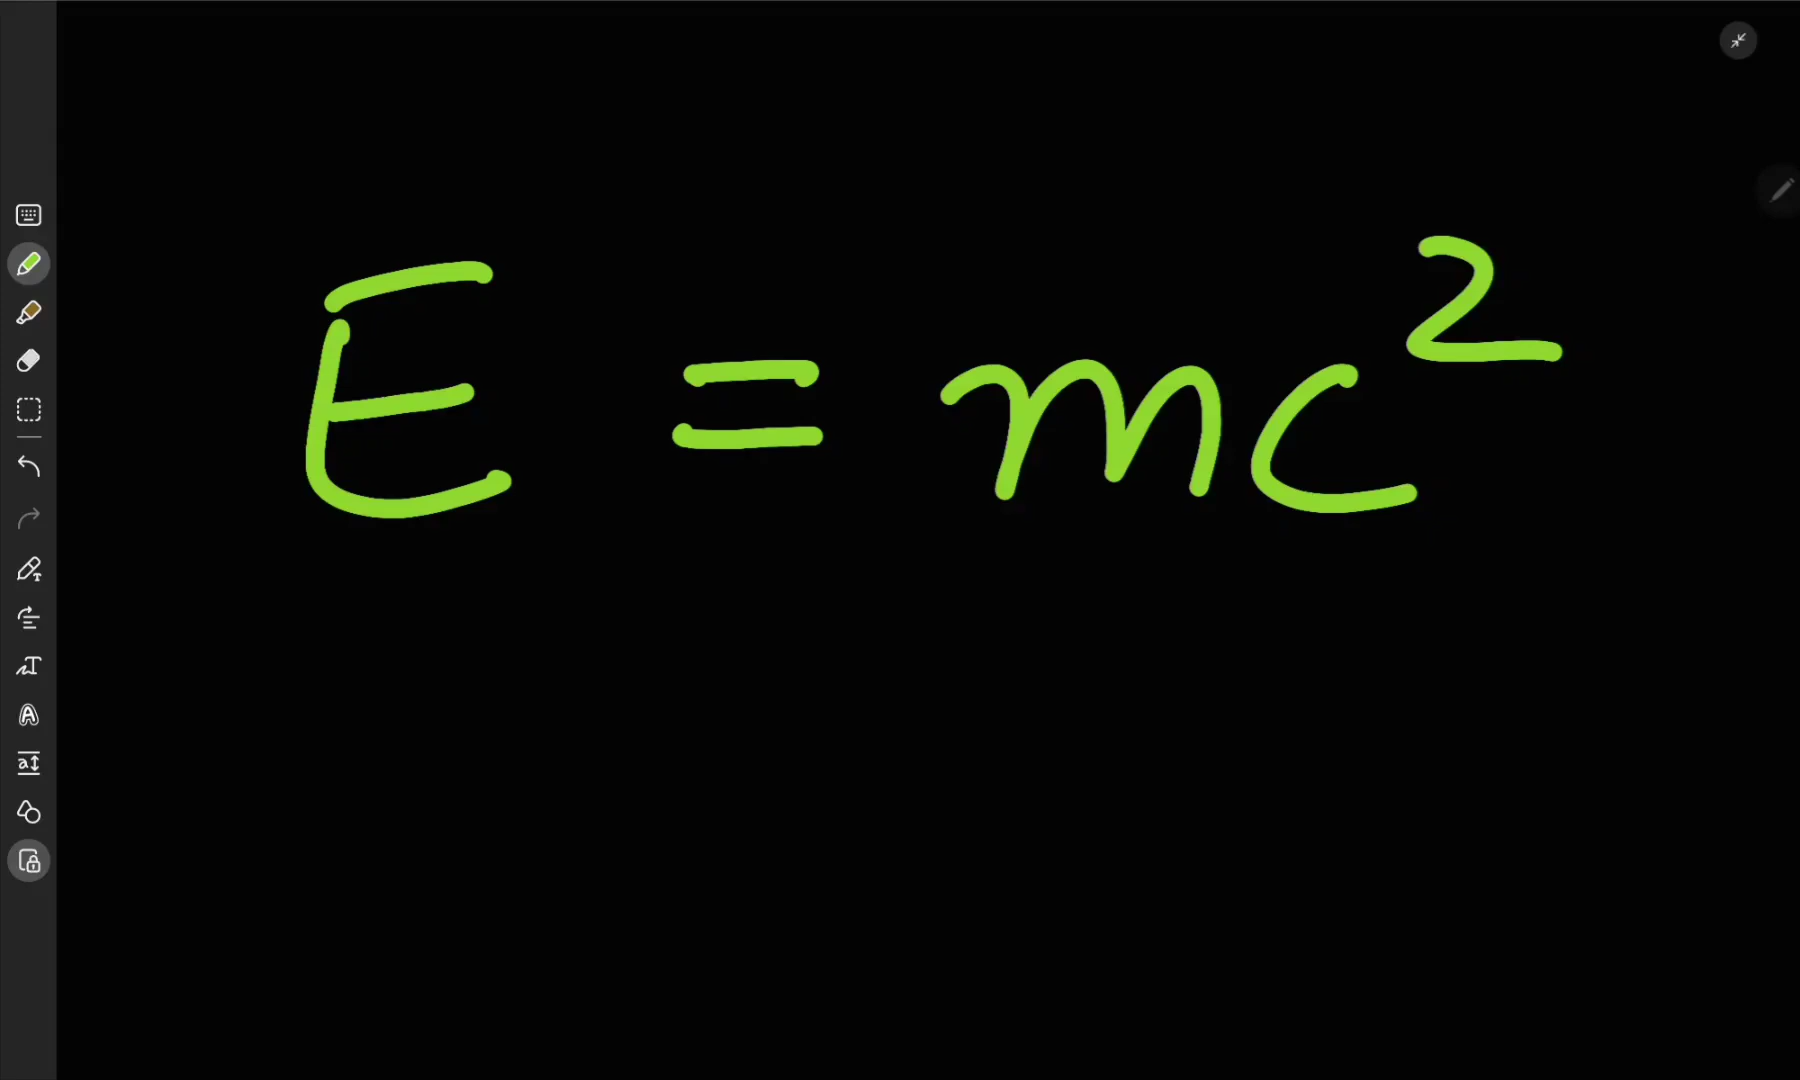 E = mc²